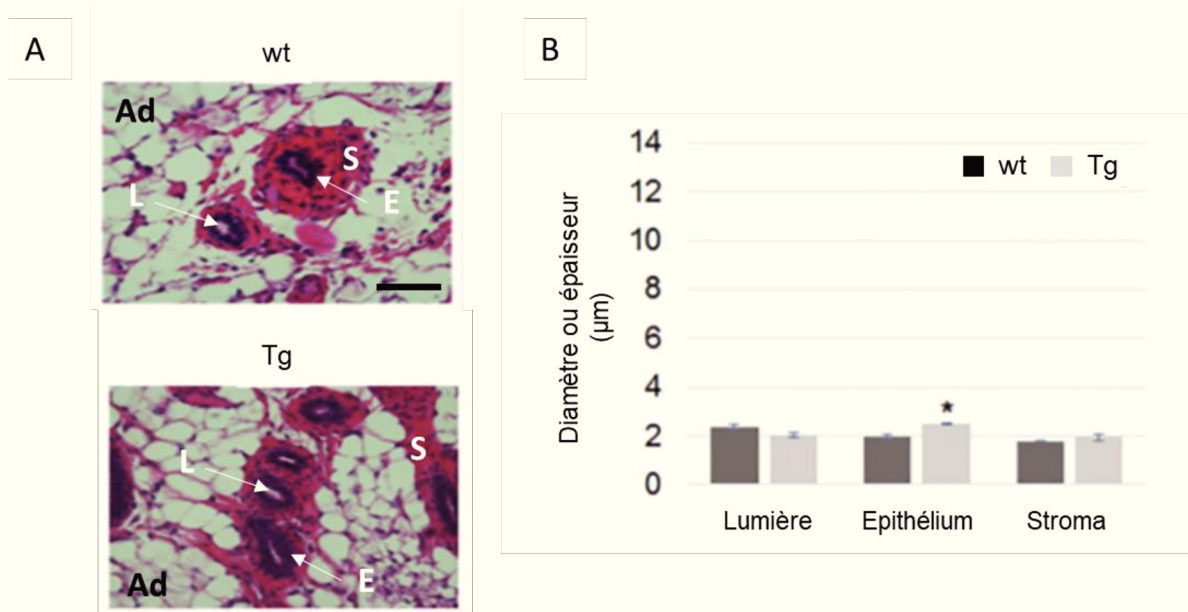 A
wt
Ad
S
L
E
Tg
L
S
E
Ad
B
wt Tg
Diamètre ou épaisseur
(µm)
14
12
10
8
6
4
2
0
*
Lumière Epithélium Stroma